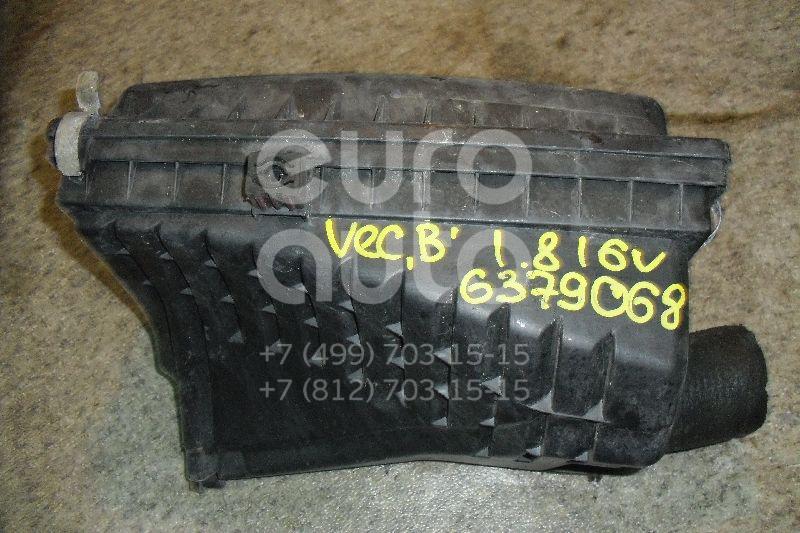 euro
auto
vec,B' 1.8 16v
6379068
+7 (499) 703-15-15
+7 (812) 703-15-15